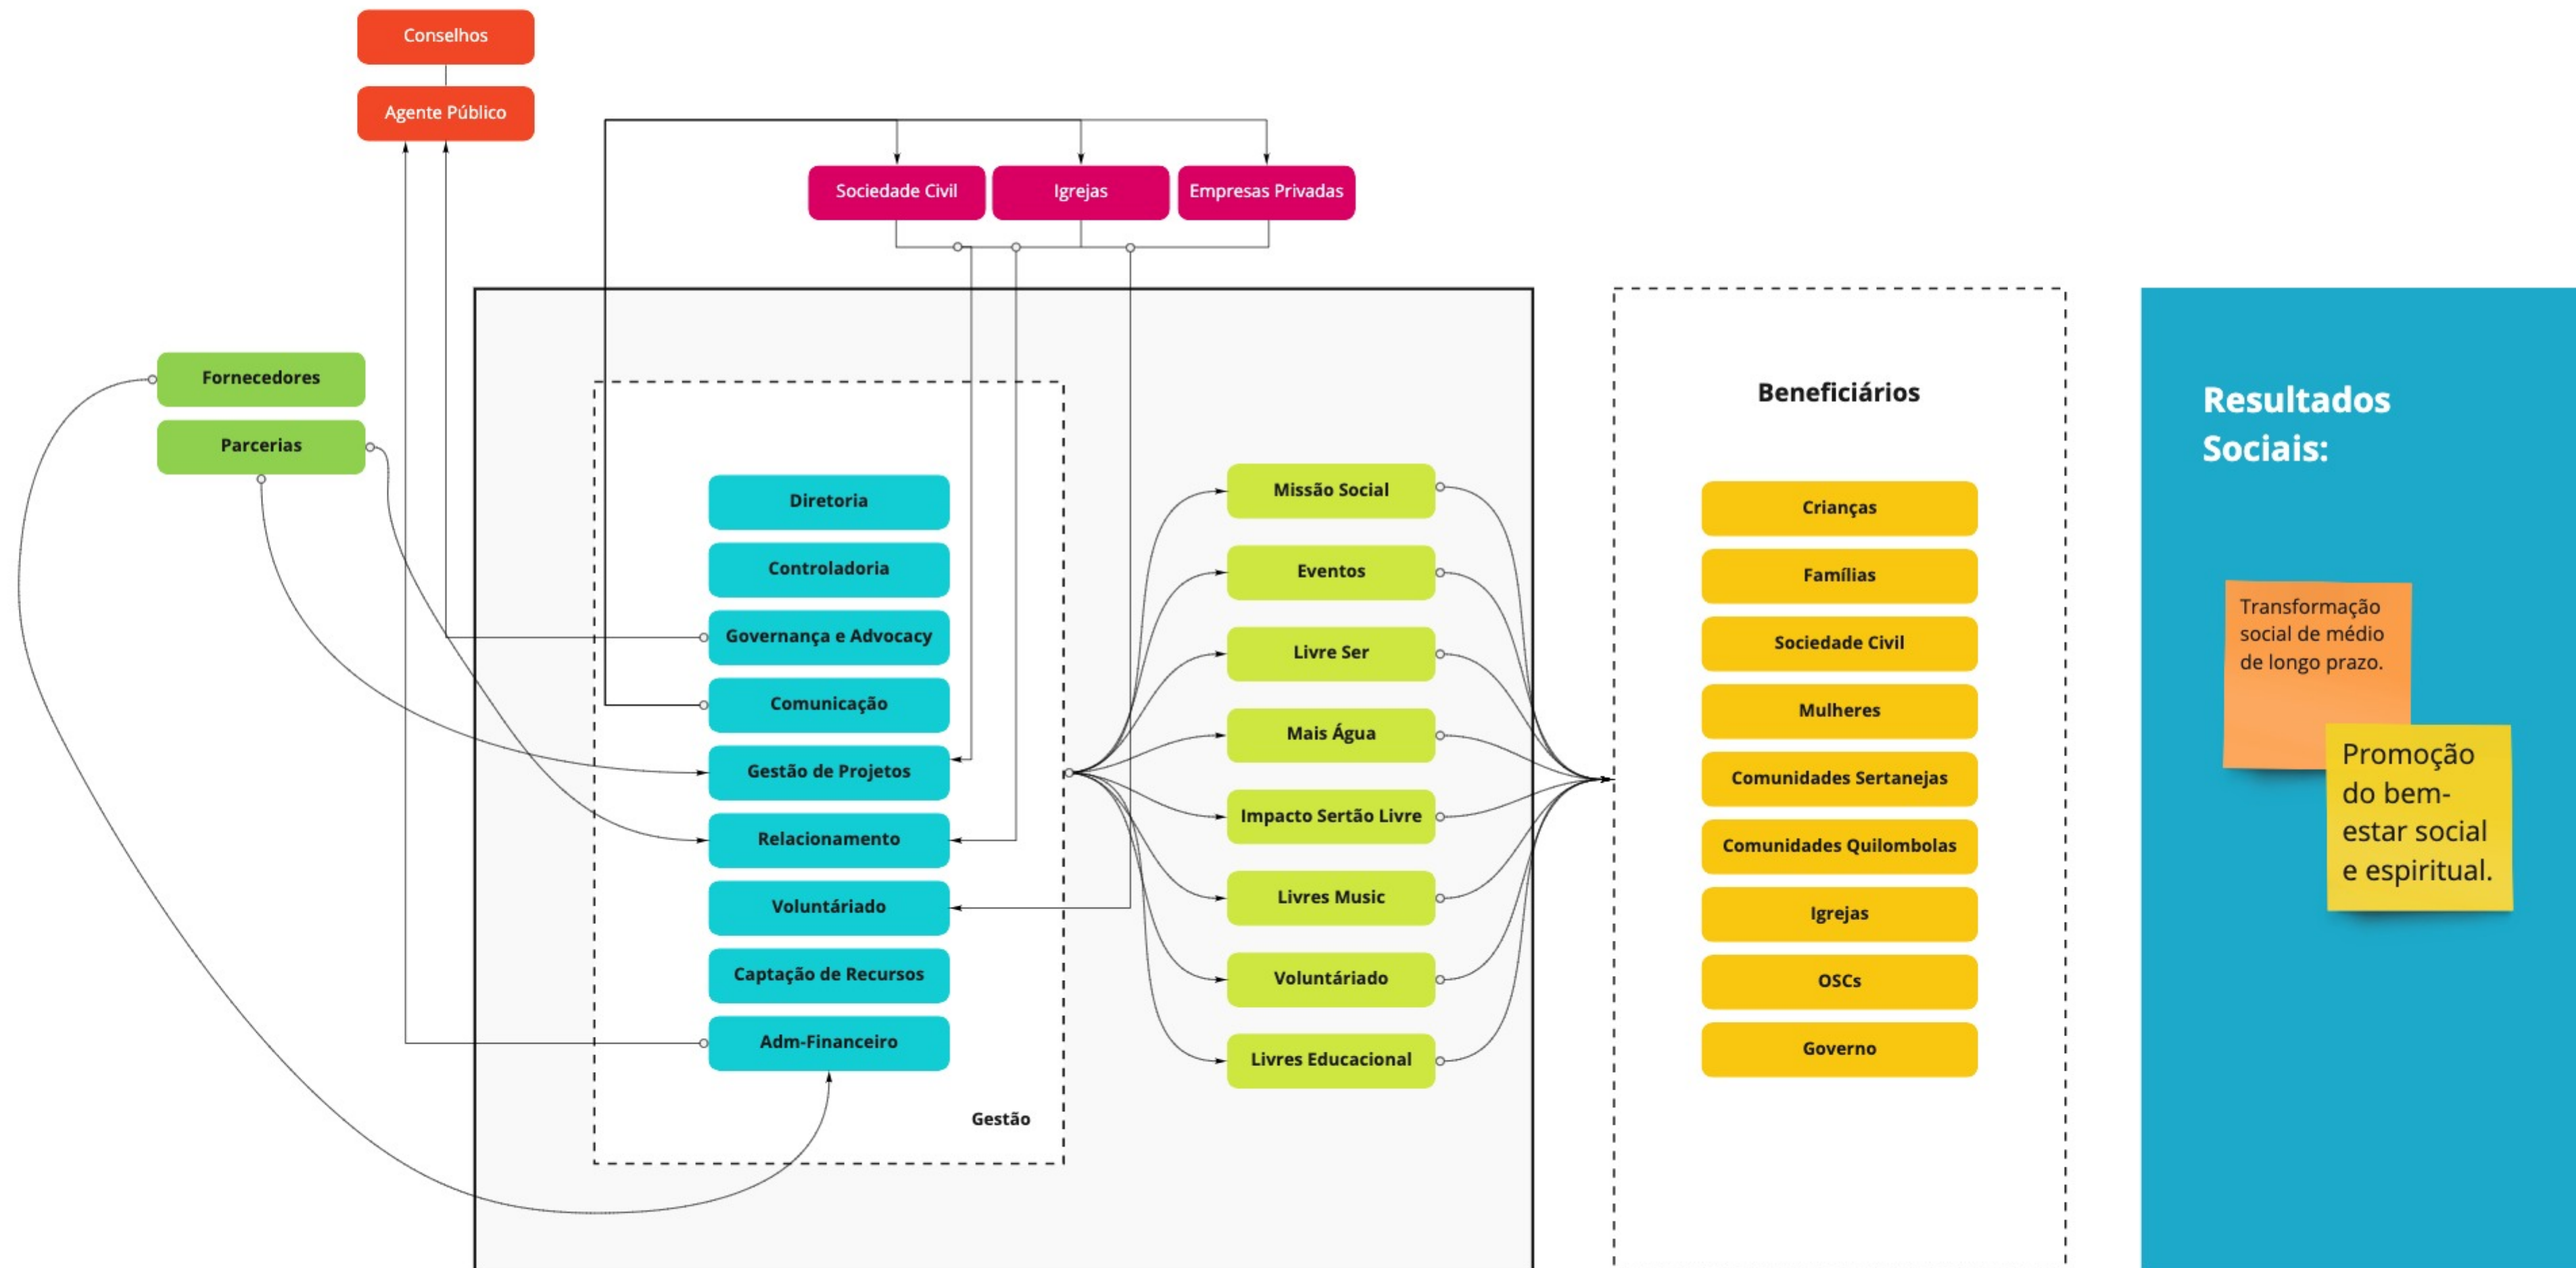 Conselhos
Agente Público
Sociedade Civil
Igrejas
Empresas Privadas
Fornecedores
Parcerias
Diretoria
Controladoria
Governança e Advocacy
Comunicação
Gestão de Projetos
Relacionamento
Voluntáriado
Captação de Recursos
Adm-Financeiro
Gestão
Missão Social
Eventos
Livre Ser
Mais Água
Impacto Sertão Livre
Livres Music
Voluntáriado
Livres Educacional
Beneficiários
Crianças
Famílias
Sociedade Civil
Mulheres
Comunidades Sertanejas
Comunidades Quilombolas
Igrejas
OSCs
Governo
Resultados
Sociais:
Transformação
social de médio
de longo prazo.
Promoção
do bem-
estar social
e espiritual.